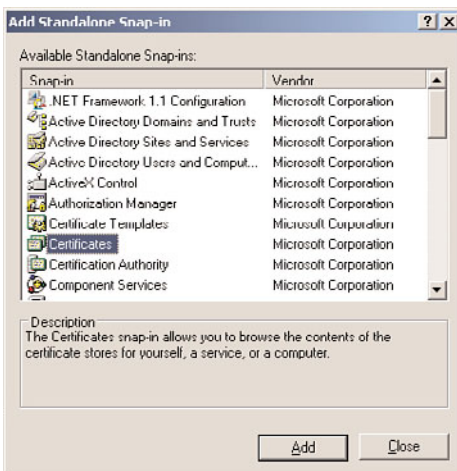 Add Standalone Snap-in
Available Standalone Snap-ins:
Snap-in Vendor
.NET Framework 1.1 Configuration Microsoft Corporation
Active Directory Domains and Trusts Microsoft Corporation
Active Directory Sites and Services Microsoft Corporation
Active Directory Users and Comput... Microsoft Corporation
ActiveX Control Microsoft Corporation
Authorization Manager Microsoft Corporation
Certificate Templates Microsoft Corporation
Certificates Microsoft Corporation
Certification Authority Microsoft Corporation
Component Services Microsoft Corporation
Description
The Certificates snap-in allows you to browse the contents of the
certificate stores for yourself, a service, or a computer.
Add Close